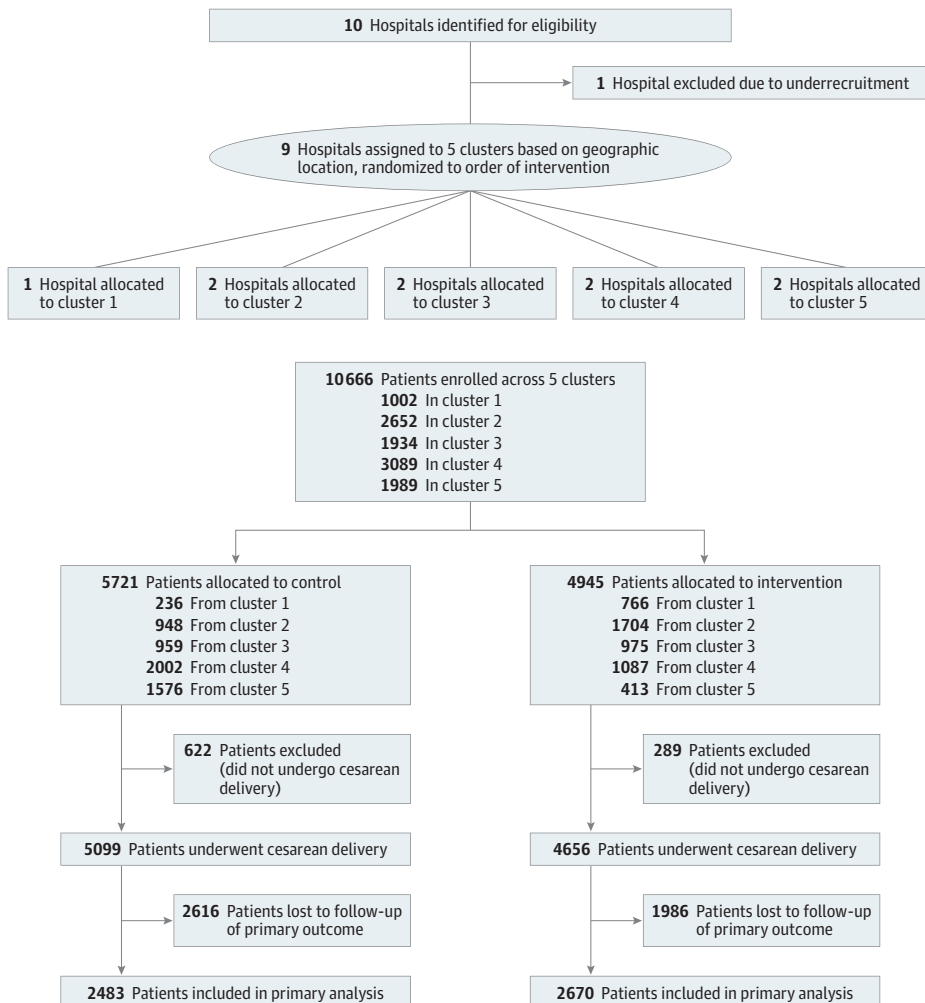 10 Hospitals identified for eligibility
1 Hospital excluded due to underrecruitment
9 Hospitals assigned to 5 clusters based on geographic
location, randomized to order of intervention
1 Hospital allocated
to cluster 1
2 Hospitals allocated
to cluster 2
2 Hospitals allocated
to cluster 3
2 Hospitals allocated
to cluster 4
2 Hospitals allocated
to cluster 5
10666 Patients enrolled across 5 clusters
1002 In cluster 1
2652 In cluster 2
1934 In cluster 3
3089 In cluster 4
1989 In cluster 5
5721 Patients allocated to control
236 From cluster 1
948 From cluster 2
959 From cluster 3
2002 From cluster 4
1576 From cluster 5
4945 Patients allocated to intervention
766 From cluster 1
1704 From cluster 2
975 From cluster 3
1087 From cluster 4
413 From cluster 5
622 Patients excluded
(did not undergo cesarean
delivery)
289 Patients excluded
(did not undergo cesarean
delivery)
5099 Patients underwent cesarean delivery
4656 Patients underwent cesarean delivery
2616 Patients lost to follow-up
of primary outcome
1986 Patients lost to follow-up
of primary outcome
2483 Patients included in primary analysis
2670 Patients included in primary analysis